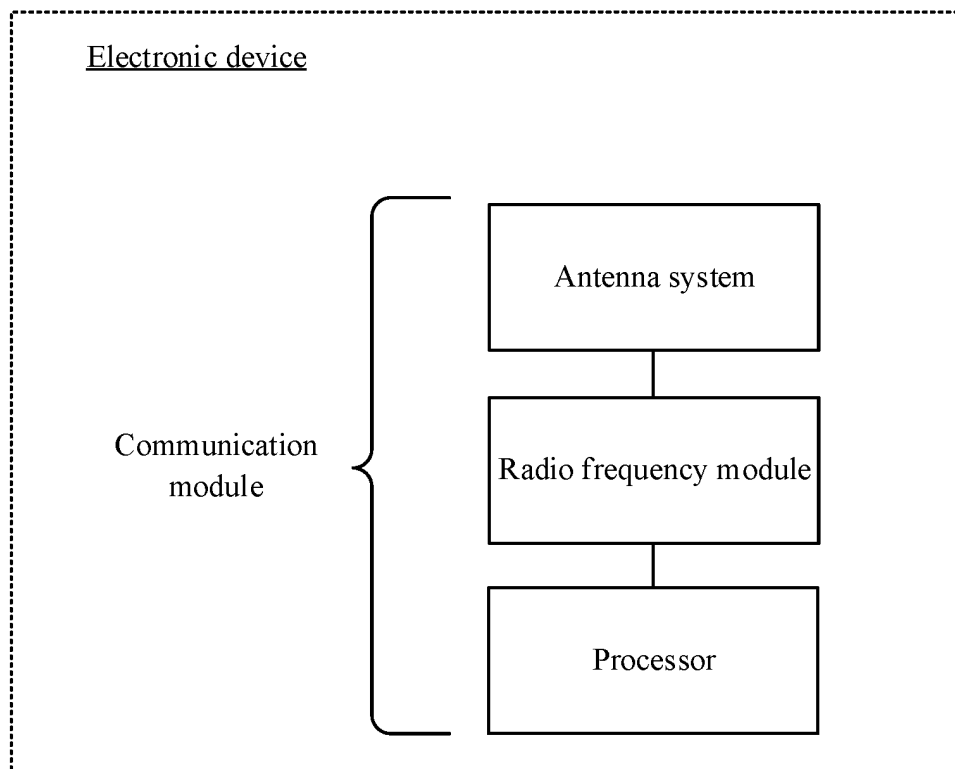 Electronic device
Antenna system
Communication
module
Radio frequency module
Processor